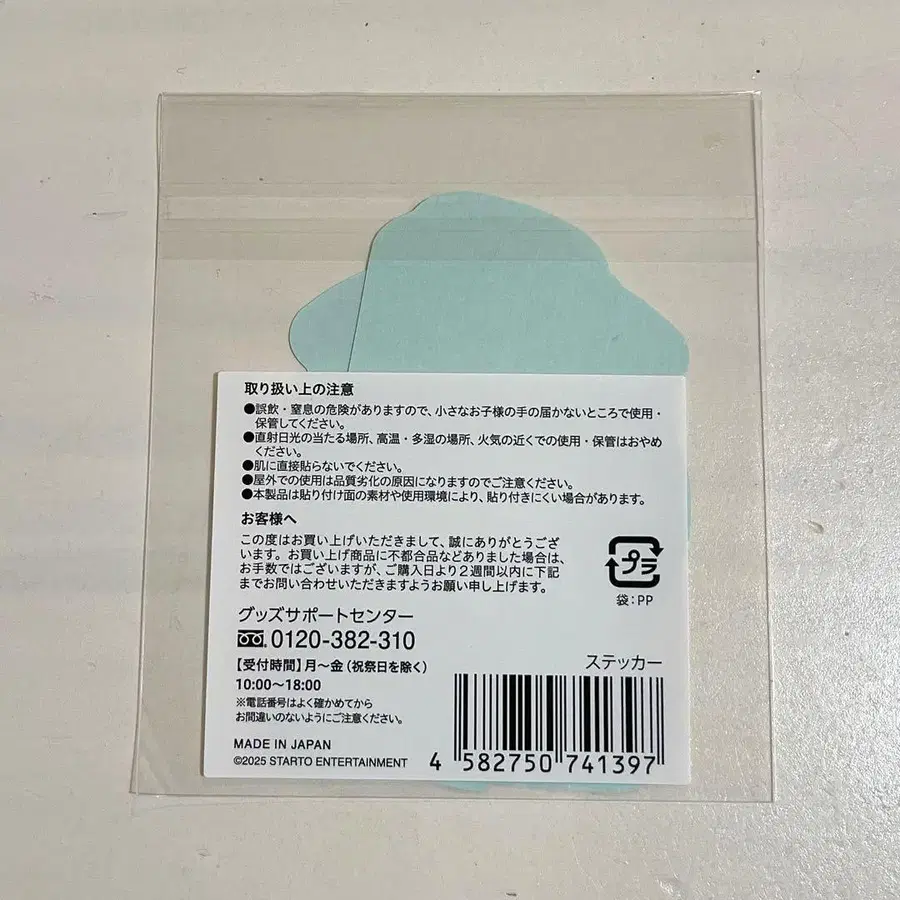 取り扱い上の注意
●誤飲・窒息の危険がありますので、小さなお子様の手の届かないところで使用・
保管してください。
●直射日光の当たる場所、高温・多湿の場所、火気の近くでの使用・保管はおやめ
ください。
●肌に直接貼らないでください。
●屋外での使用は品質劣化の原因になりますのでご注意ください。
●本製品は貼り付け面の素材や使用環境により、貼り付きにくい場合があります。
お客様へ
この度はお買い上げいただきまして、誠にありがとうござ
います。お買い上げ商品に不都合品などありました場合は、
お手数ではございますが、ご購入日より2週間以内に下記
までお問い合わせいただきますようお願い申し上げます。
プラ
袋:PP
グッズサポートセンター
0120-382-310
【受付時間】月〜金(祝祭日を除く)
10:00〜18:00
※電話番号はよく確かめてから
お間違いのないようにご注意ください。
MADE IN JAPAN
©2025 STARTO ENTERTAINMENT
ステッカー
4 582750 741397